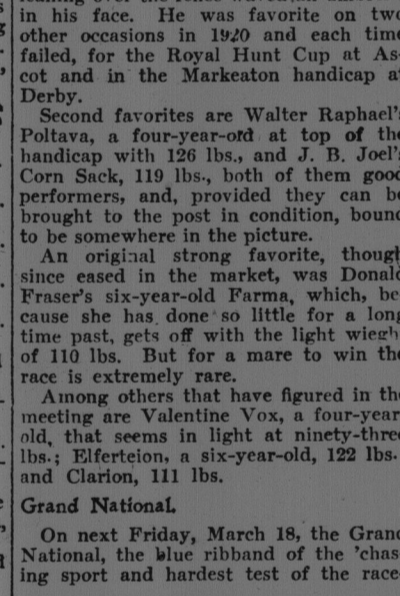 in his face. He was favorite on two
other occasions in 1920 and each time
failed, for the Royal Hunt Cup at As-
cot and in the Markeaton handicap at
Derby.
Second favorites are Walter Raphael's
Poltava, a four-year-ord at top of the
handicap with 126 lbs., and J. B. Joel's
Corn Sack, 119 lbs., both of them good
performers, and, provided they can be
brought to the post in condition, bound
to be somewhere in the picture.
An original strong favorite, though
since eased in the market, was Donald
Fraser's six-year-old Farma, which, be-
cause she has done so little for a long
time past, gets off with the light wiegh
of 110 lbs. But for a mare to win the
race is extremely rare.
Among others that have figured in the
meeting are Valentine Vox, a four-year-
old, that seems in light at ninety-three
lbs.; Elferteion, a six-year-old, 122 lbs.
and Clarion, 111 lbs.
Grand National.
On next Friday, March 18, the Grand
National, the blue ribband of the 'chas-
ing sport and hardest test of the race-